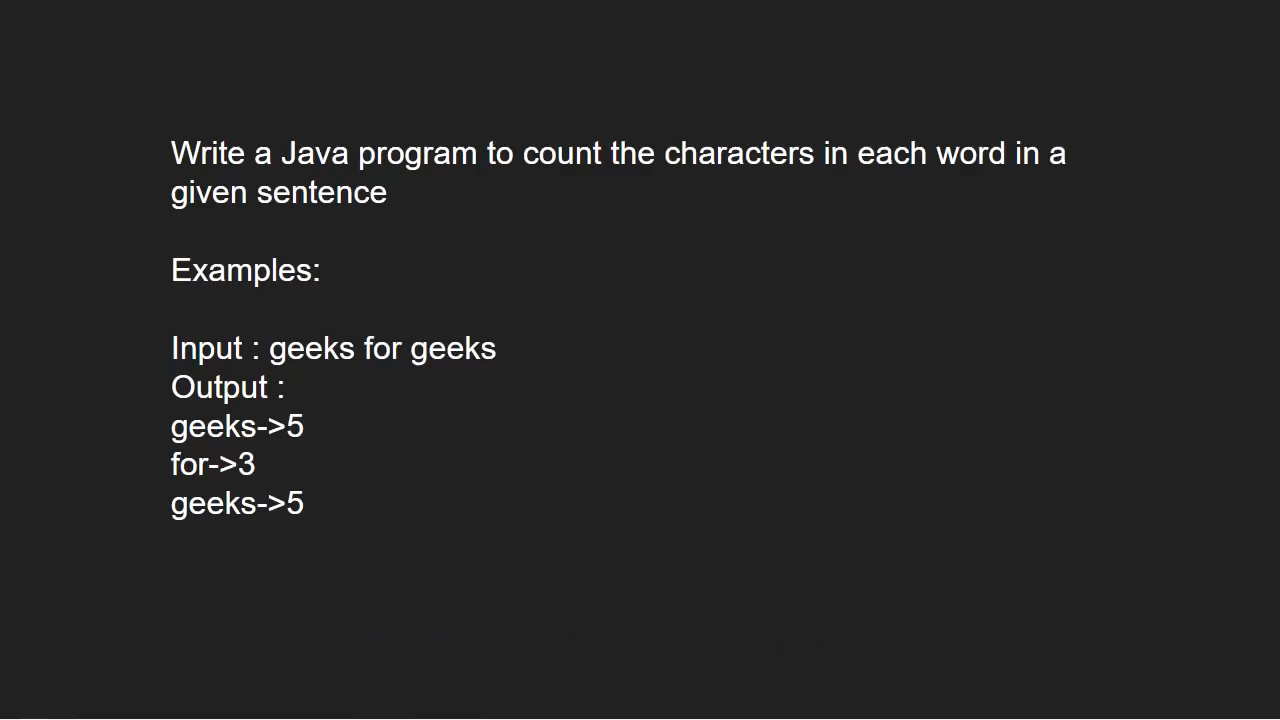 Write a Java program to count the characters in each word in a
given sentence
Examples:
Input : geeks for geeks
Output :
geeks->5
for->3
geeks->5